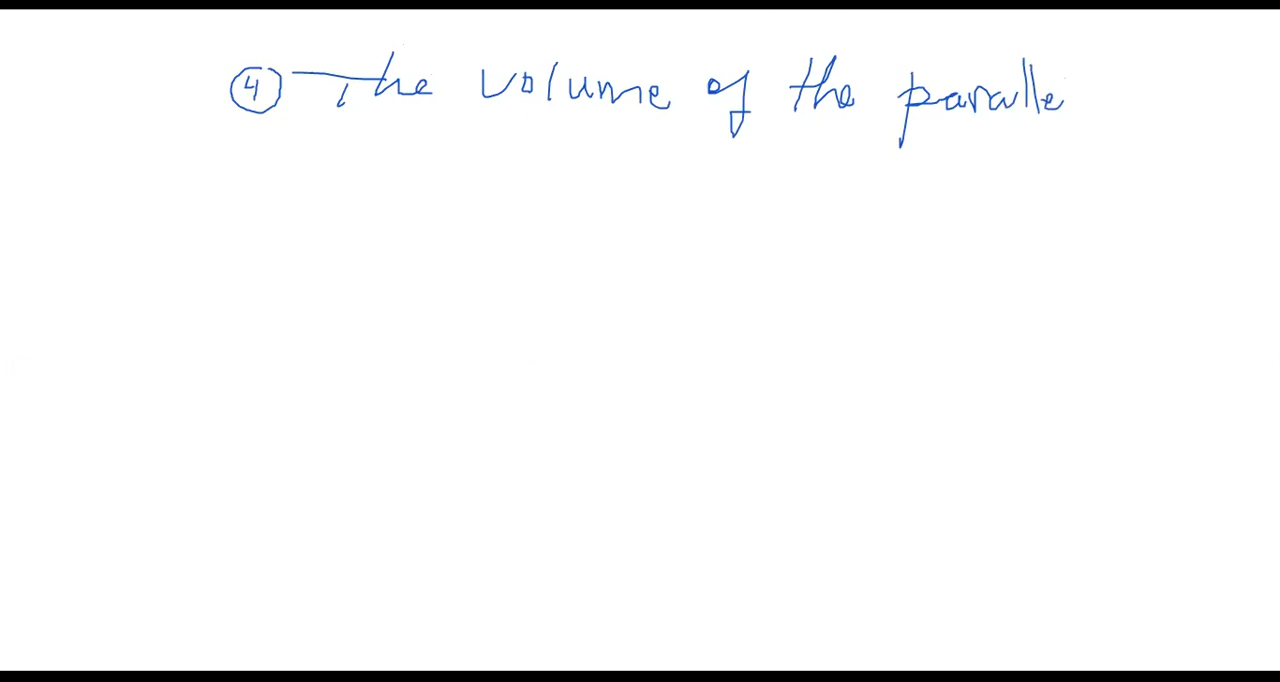 ④ The volume of the paralle